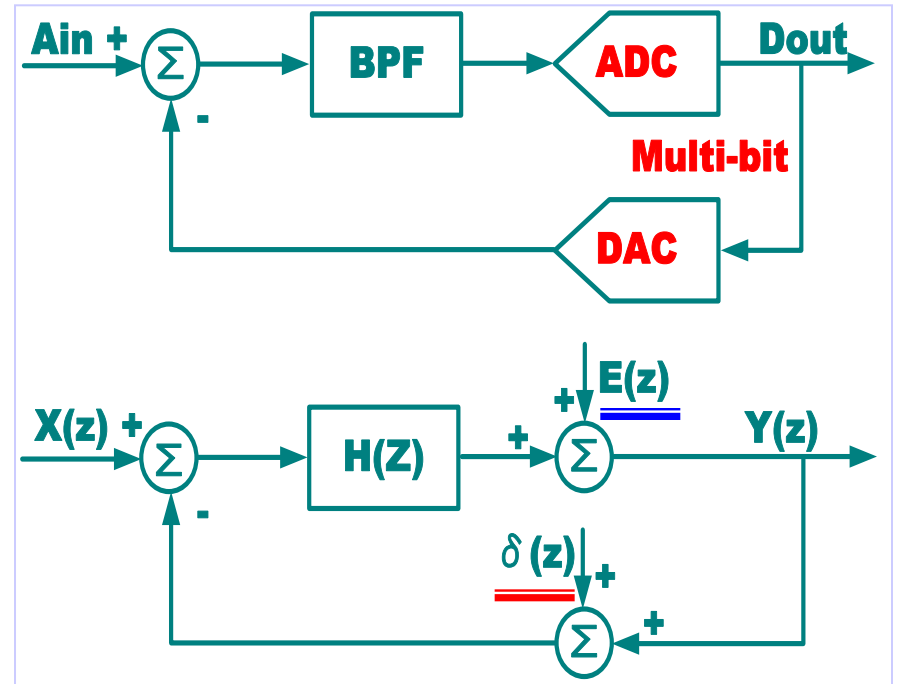 Ain + Σ BPF ADC Dout
-
Multi-bit
DAC
E(z)
+
X(z) + Σ H(Z) + Σ Y(z)
-
δ(z) +
Σ +